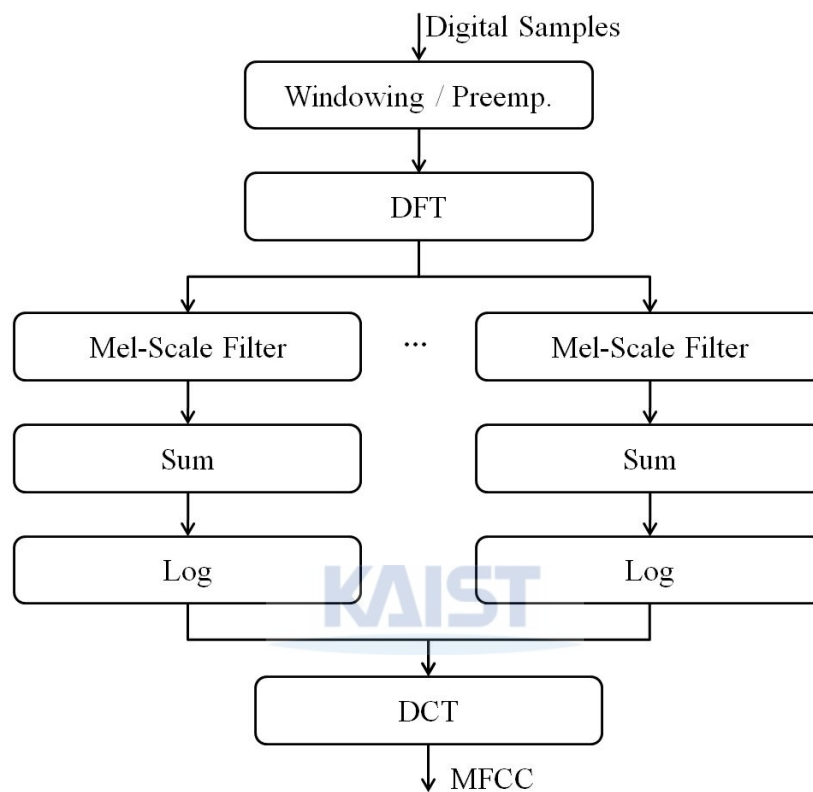 Digital Samples
Windowing / Preemp.
DFT
Mel-Scale Filter ... Mel-Scale Filter
Sum Sum
Log Log
KAIST
DCT
MFCC